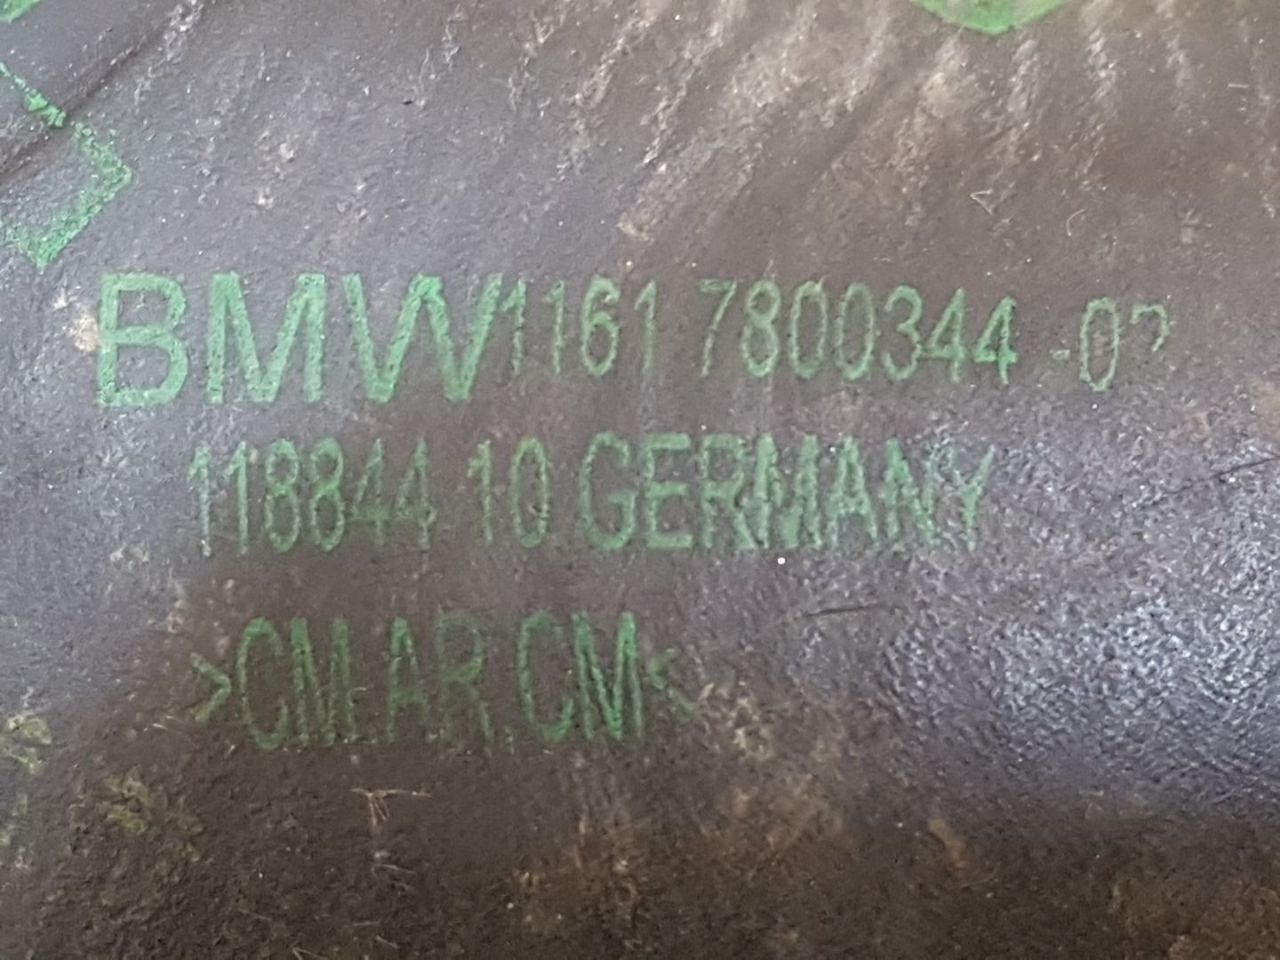 BMW 1161 7800344
118844 10 GERMANY
>CM.AR.CM<